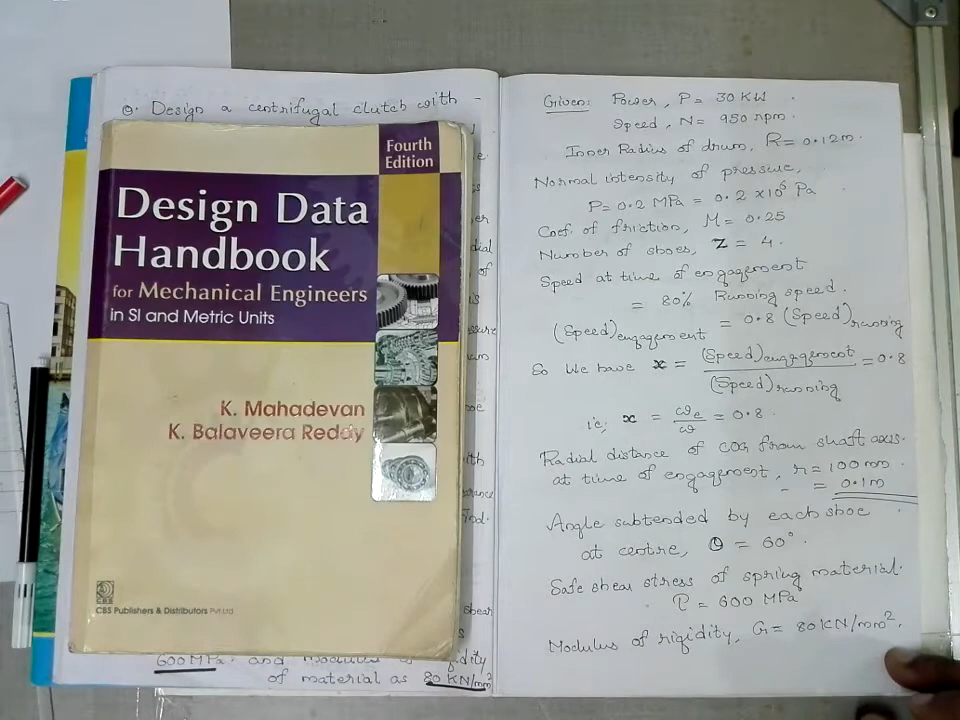 Q. Design a centrifugal clutch with -
Fourth
Edition
Design Data
Handbook
for Mechanical Engineers
in SI and Metric Units
K. Mahadevan
K. Balaveera Reddy
CBS
CBS Publishers & Distributors Pvt Ltd
shear
600 MPa and modulus of rigidity
of material as 80 KN/mm²
Given: Power, P = 30 KW.
Speed, N = 950 rpm.
Inner Radius of drum, R = 0.12m.
Normal intensity of pressure,
P = 0.2 MPa = 0.2 x10⁶ Pa
Coef. of friction, M = 0.25
Number of shoes, Z = 4.
Speed at time of engagement
= 80% Running speed.
(Speed)engagement = 0.8 (Speed)running
So We have x = (Speed)engagement / (Speed)running = 0.8
i.e; x = ωe / ω = 0.8.
Radial distance of COG from shaft axis.
at time of engagement, r = 100 mm.
= 0.1m
Angle subtended by each shoe
at centre, θ = 60°.
Safe shear stress of spring material.
τ = 600 MPa
Modulus of rigidity, G = 80 KN/mm².